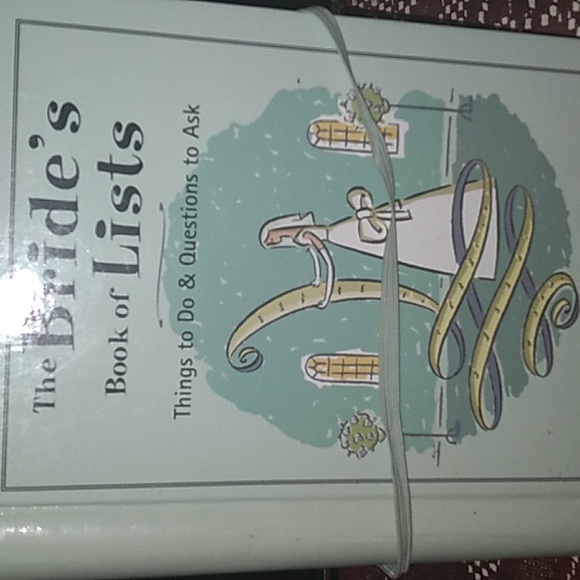 The Bride's
Book of Lists
Things to Do & Questions to Ask